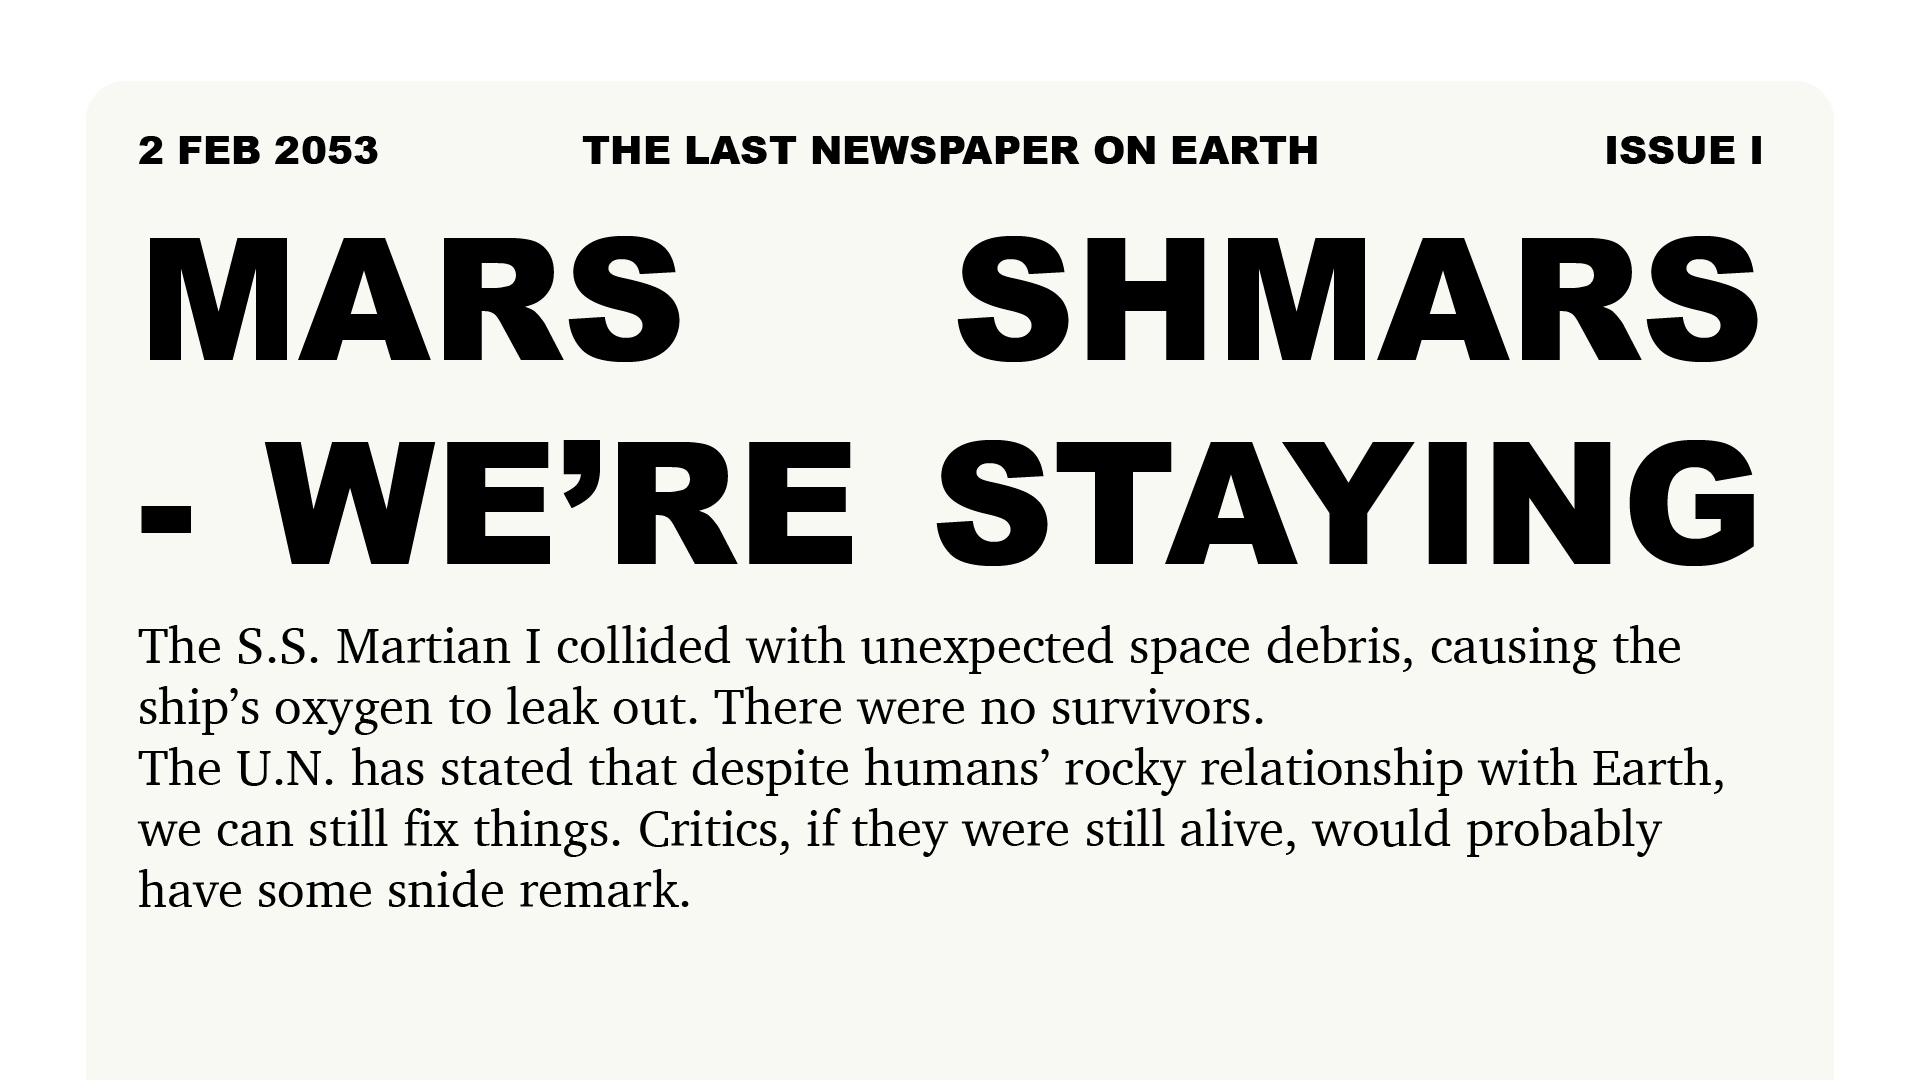 2 FEB 2053 THE LAST NEWSPAPER ON EARTH ISSUE I
MARS SHMARS
- WE’RE STAYING
The S.S. Martian I collided with unexpected space debris, causing the
ship’s oxygen to leak out. There were no survivors.
The U.N. has stated that despite humans’ rocky relationship with Earth,
we can still fix things. Critics, if they were still alive, would probably
have some snide remark.